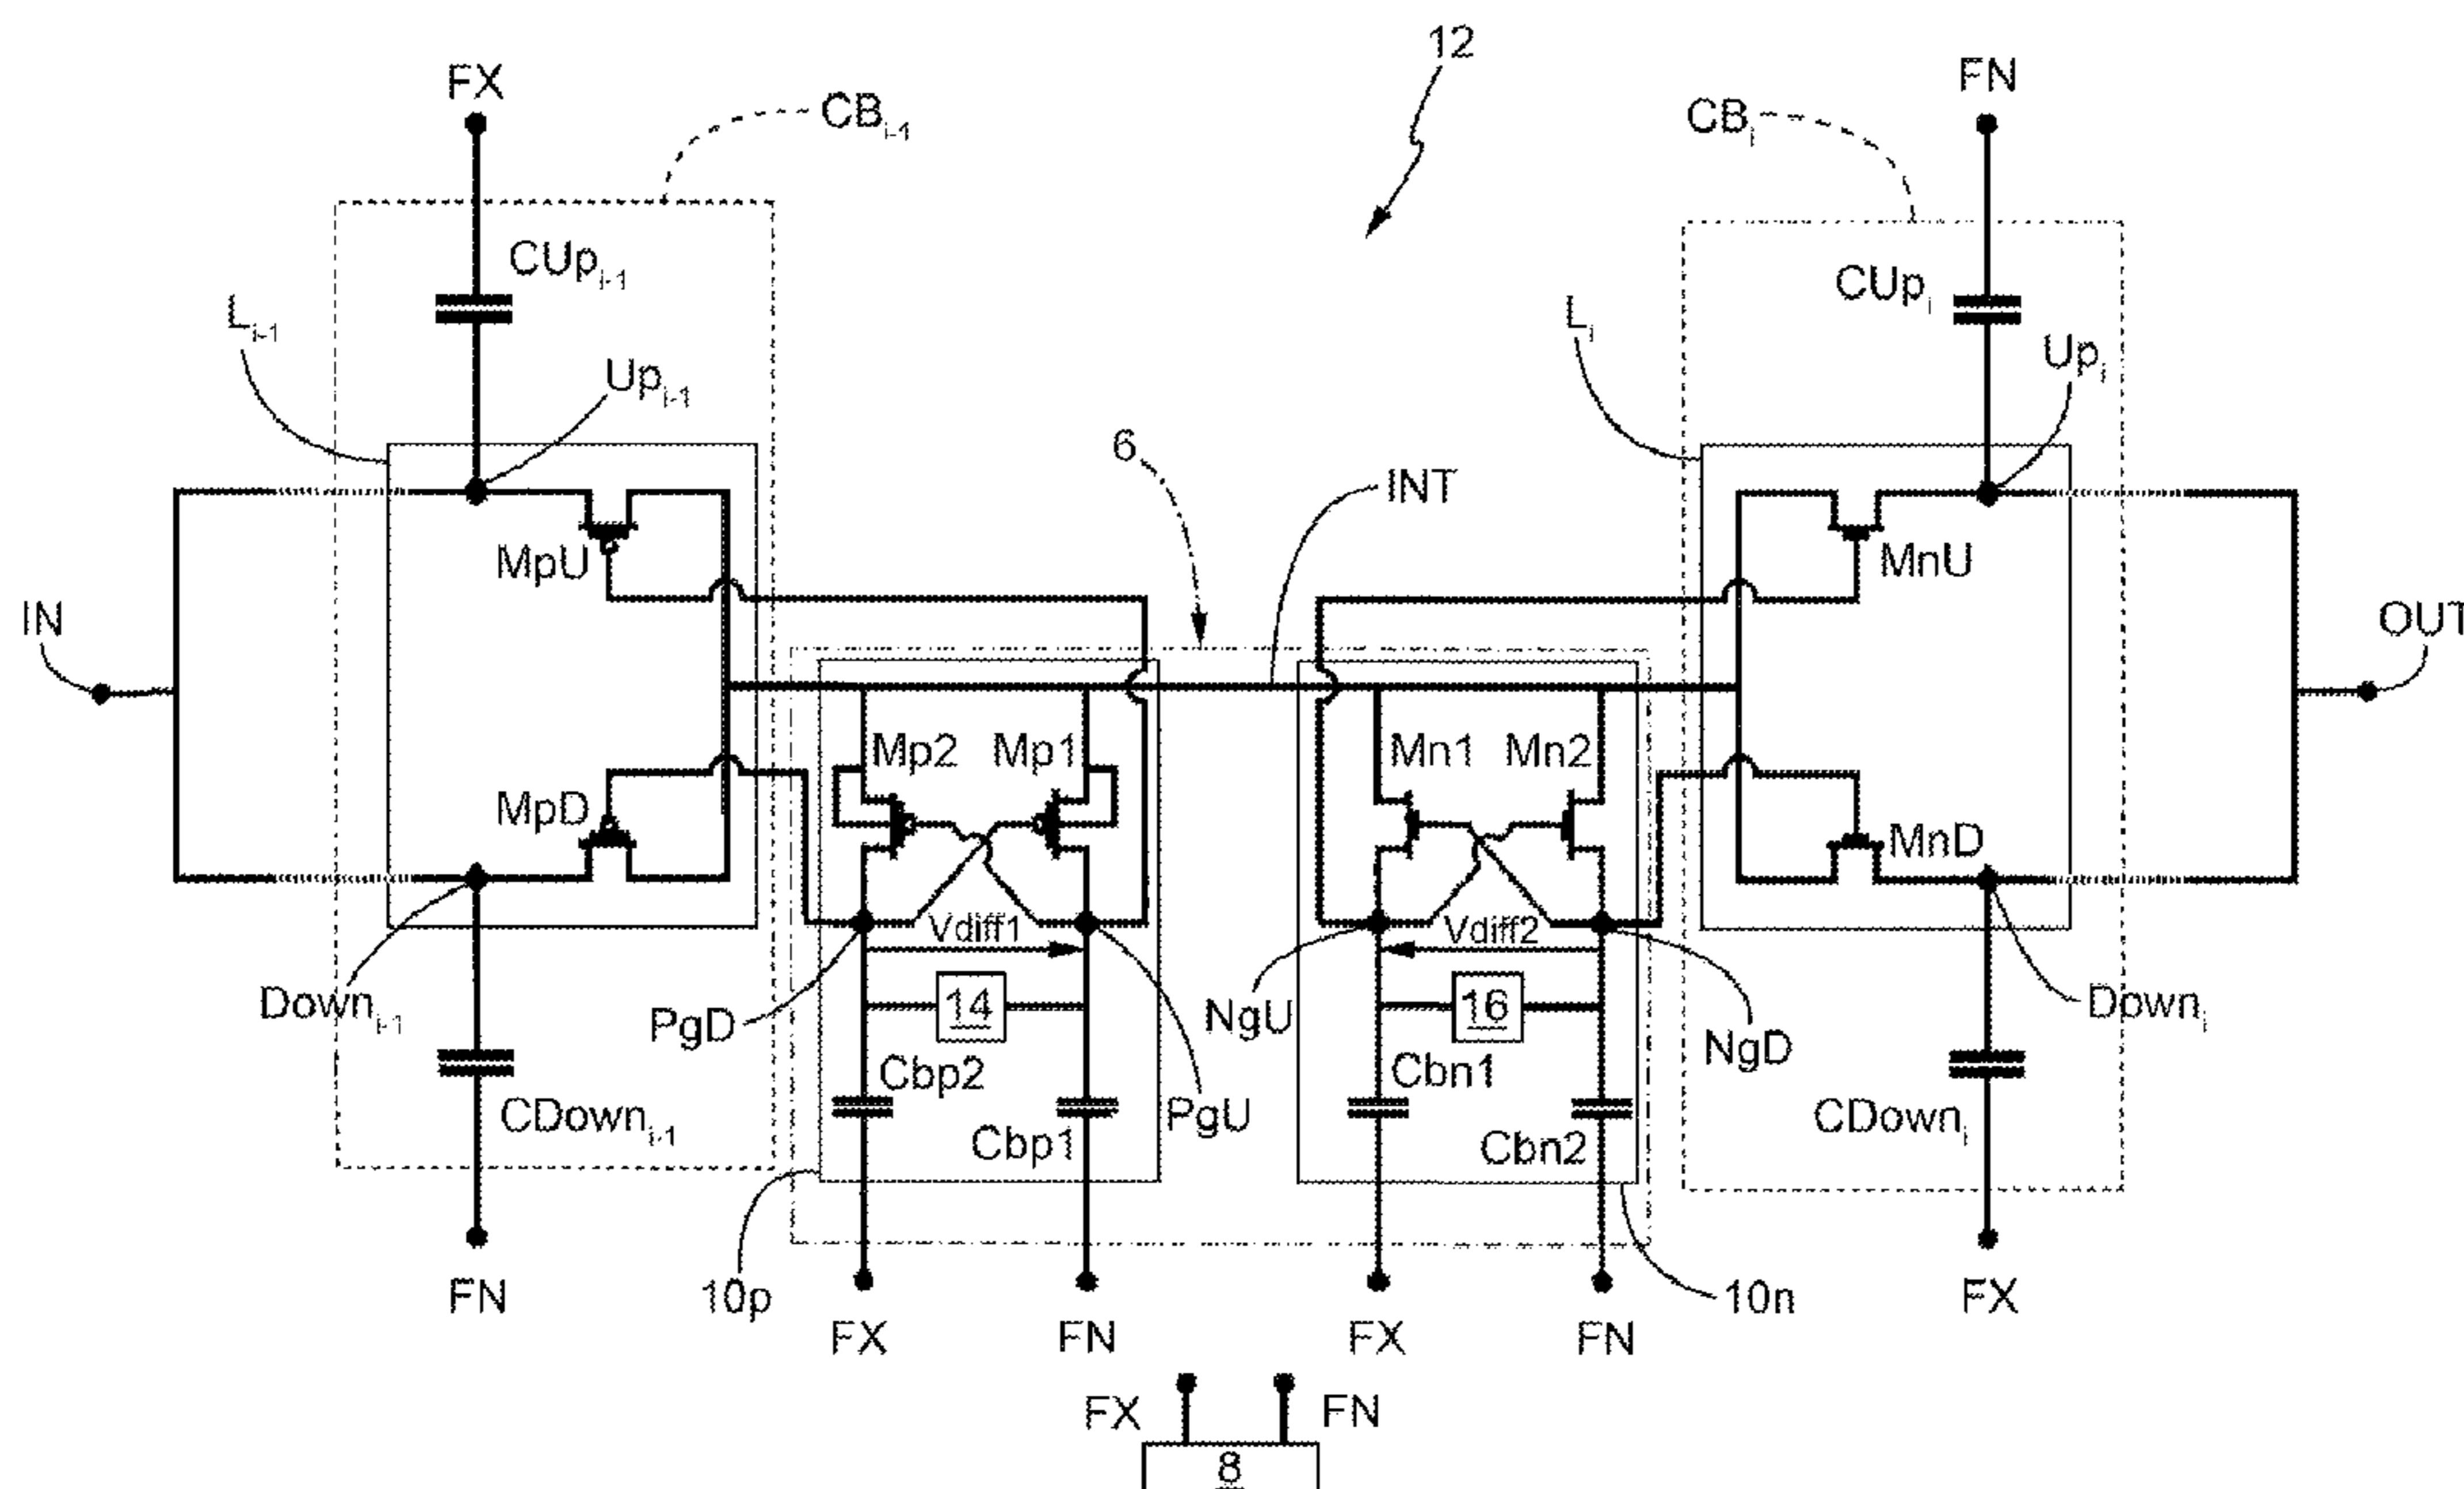 12
FX
FN
CBi-1
CBi
CUpi-1
CUpi
Li-1
Li
Upi-1
Upi
6
INT
MpU
MnU
IN
OUT
Mp2
Mp1
Mn1
Mn2
MpD
MnD
Vdiff1
Vdiff2
Downi-1
PgD
14
NgU
16
NgD
Downi
Cbp2
Cbn1
CDowni-1
Cbp1
PgU
Cbn2
CDowni
FN
10p
10n
FX
FX
FN
FX
FN
FX
FN
8